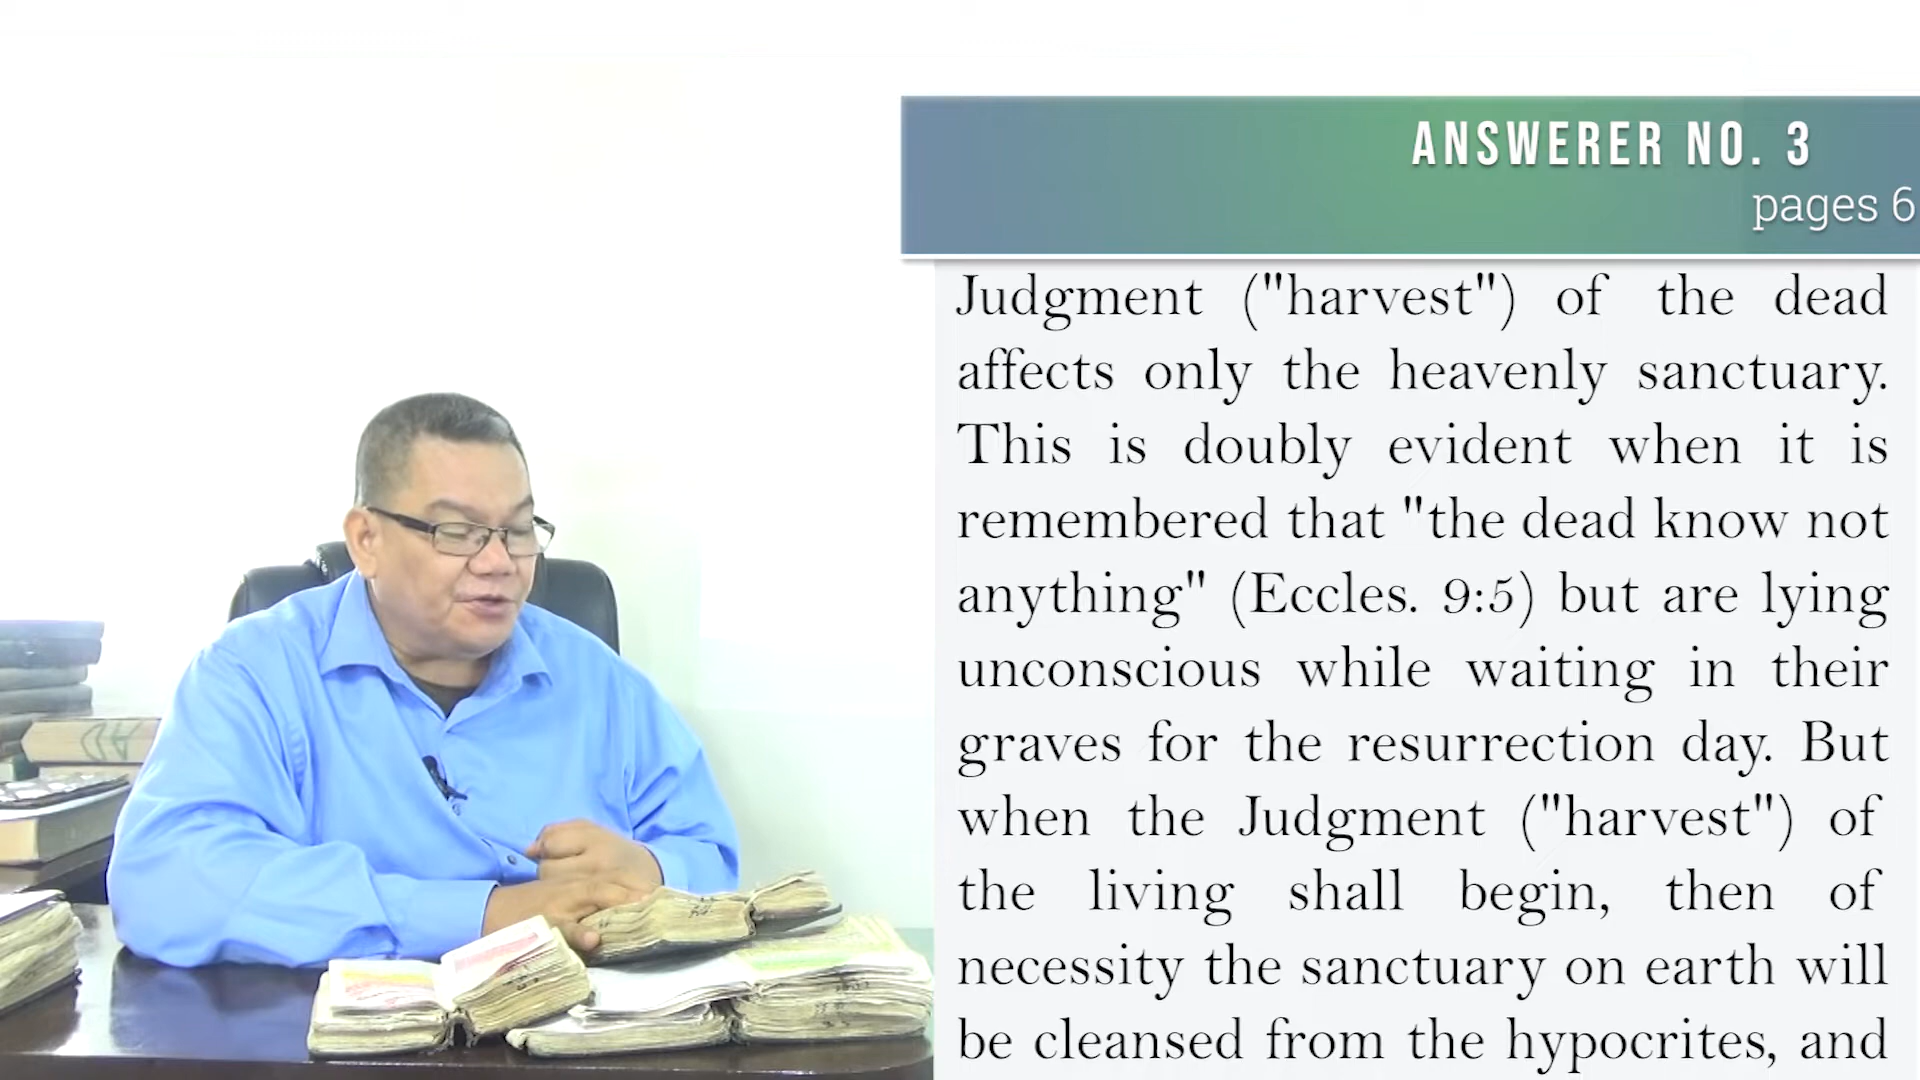 ANSWERER NO. 3
pages 6
Judgment ("harvest") of the dead
affects only the heavenly sanctuary.
This is doubly evident when it is
remembered that "the dead know not
anything" (Eccles. 9:5) but are lying
unconscious while waiting in their
graves for the resurrection day. But
when the Judgment ("harvest") of
the living shall begin, then of
necessity the sanctuary on earth will
be cleansed from the hypocrites, and